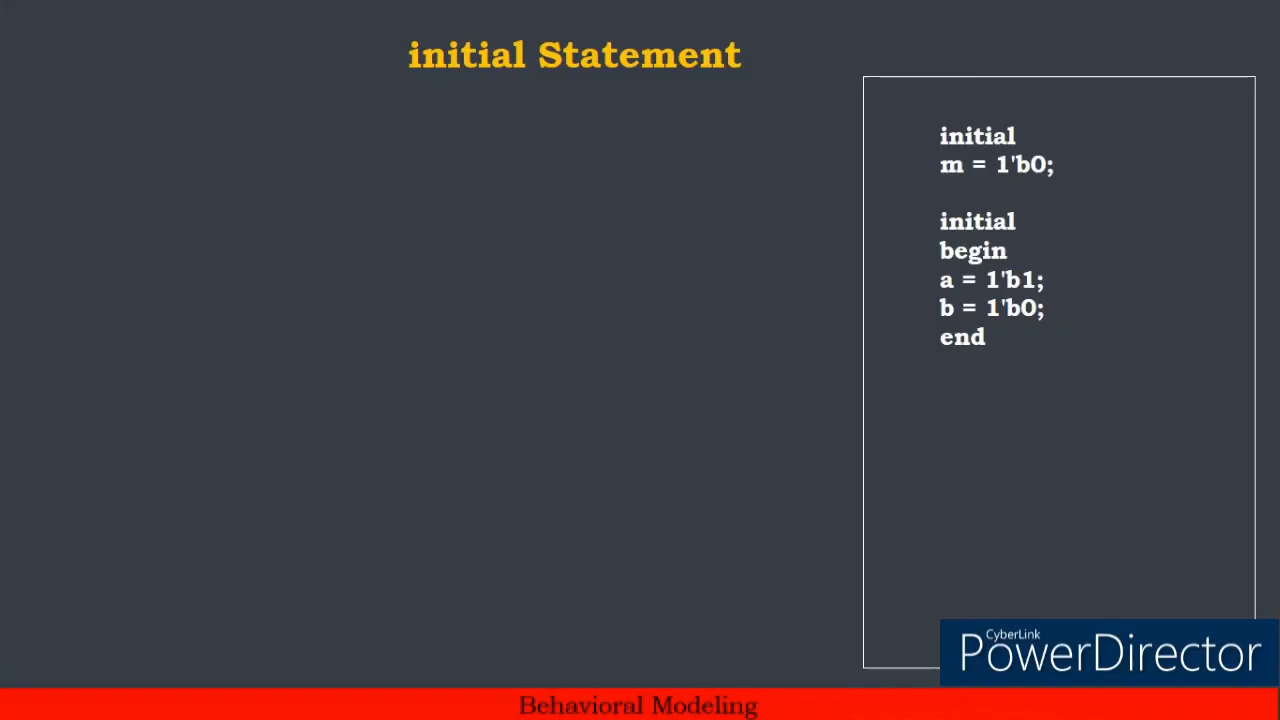 initial Statement
initial
m = 1'b0;
initial
begin
a = 1'b1;
b = 1'b0;
end
CyberLink
PowerDirector
Behavioral Modeling